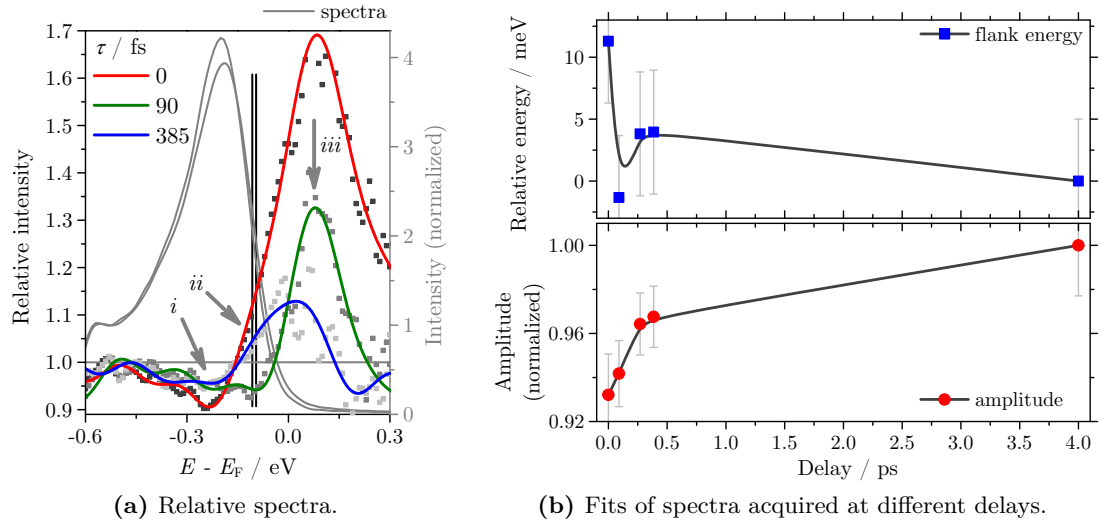 spectra
1.7
1.6
1.5
1.4
1.3
1.2
1.1
1.0
0.9
Relative intensity
τ / fs
0
90
385
i
ii
iii
4
3
2
1
0
Intensity (normalized)
-0.6
-0.3
0.0
0.3
E - E_F / eV
(a) Relative spectra.
10
5
0
Relative energy / meV
flank energy
1.00
0.96
0.92
Amplitude
(normalized)
amplitude
0.0
0.5
1.0
1.5
2.0
2.5
3.0
3.5
4.0
Delay / ps
(b) Fits of spectra acquired at different delays.